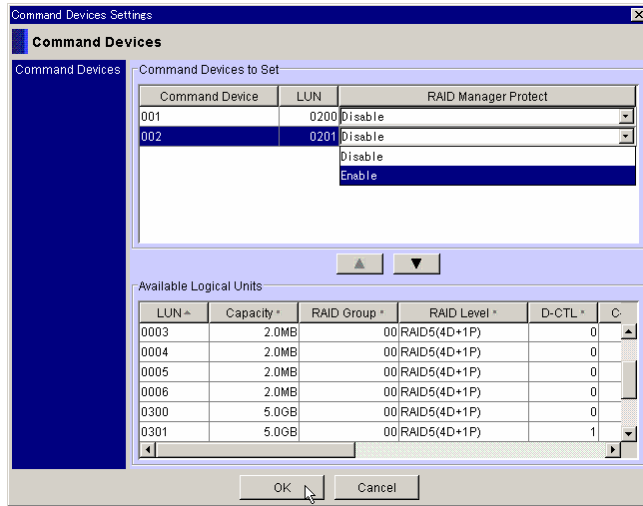 Command Devices Settings
Command Devices
Command Devices
Command Devices to Set
Command Device LUN RAID Manager Protect
001 0200 Disable
002 0201 Disable
Disable
Enable
Available Logical Units
LUN Capacity RAID Group RAID Level D-CTL C-
0003 2.0MB 00 RAID5(4D+1P) 0
0004 2.0MB 00 RAID5(4D+1P) 0
0005 2.0MB 00 RAID5(4D+1P) 0
0006 2.0MB 00 RAID5(4D+1P) 0
0300 5.0GB 00 RAID5(4D+1P) 0
0301 5.0GB 00 RAID5(4D+1P) 1
OK Cancel